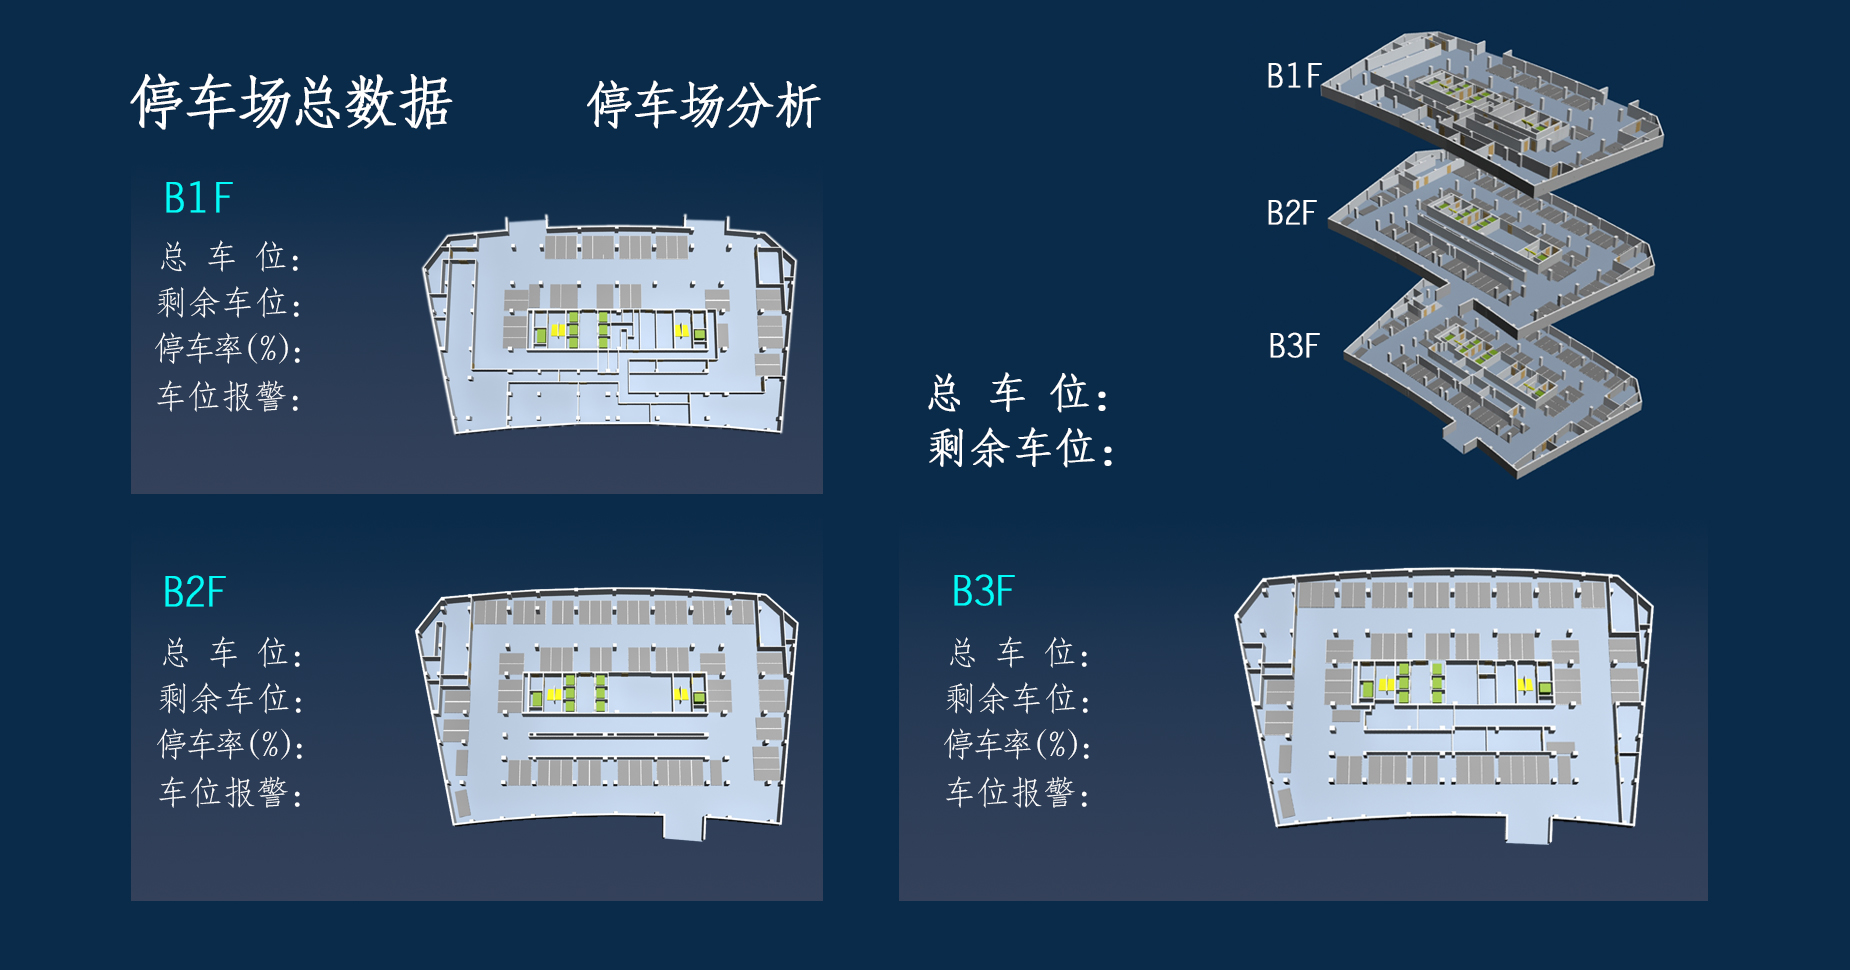 停车场总数据
停车场分析
B1F
总 车 位：
剩余车位：
停车率(%)：
车位报警：
B1F
B2F
B3F
总 车 位：
剩余车位：
B2F
总 车 位：
剩余车位：
停车率(%)：
车位报警：
B3F
总 车 位：
剩余车位：
停车率(%)：
车位报警：